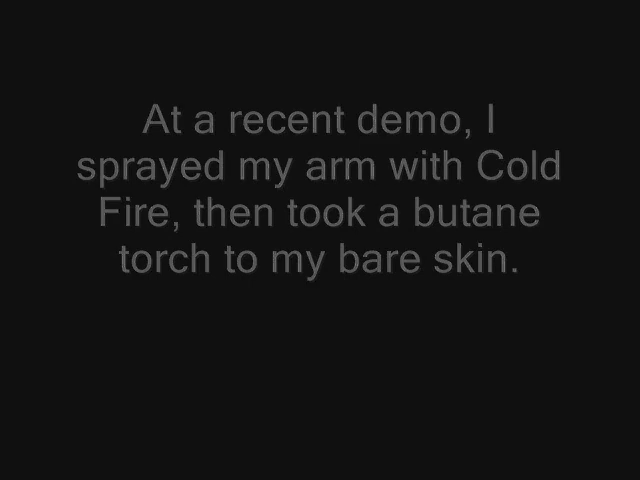 At a recent demo, I
sprayed my arm with Cold
Fire, then took a butane
torch to my bare skin.